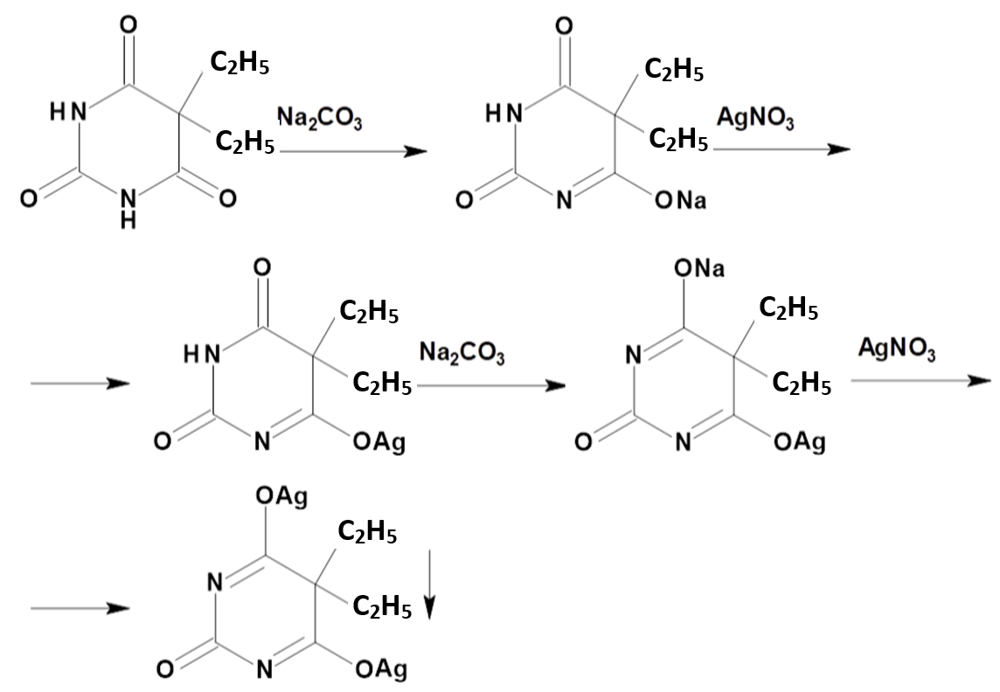 O
O
C₂H₅
C₂H₅
HN
Na₂CO₃
HN
AgNO₃
C₂H₅
C₂H₅
O
N
H
O
O
N
ONa
O
ONa
C₂H₅
C₂H₅
HN
Na₂CO₃
N
AgNO₃
C₂H₅
C₂H₅
O
N
OAg
O
N
OAg
OAg
C₂H₅
N
C₂H₅
O
N
OAg